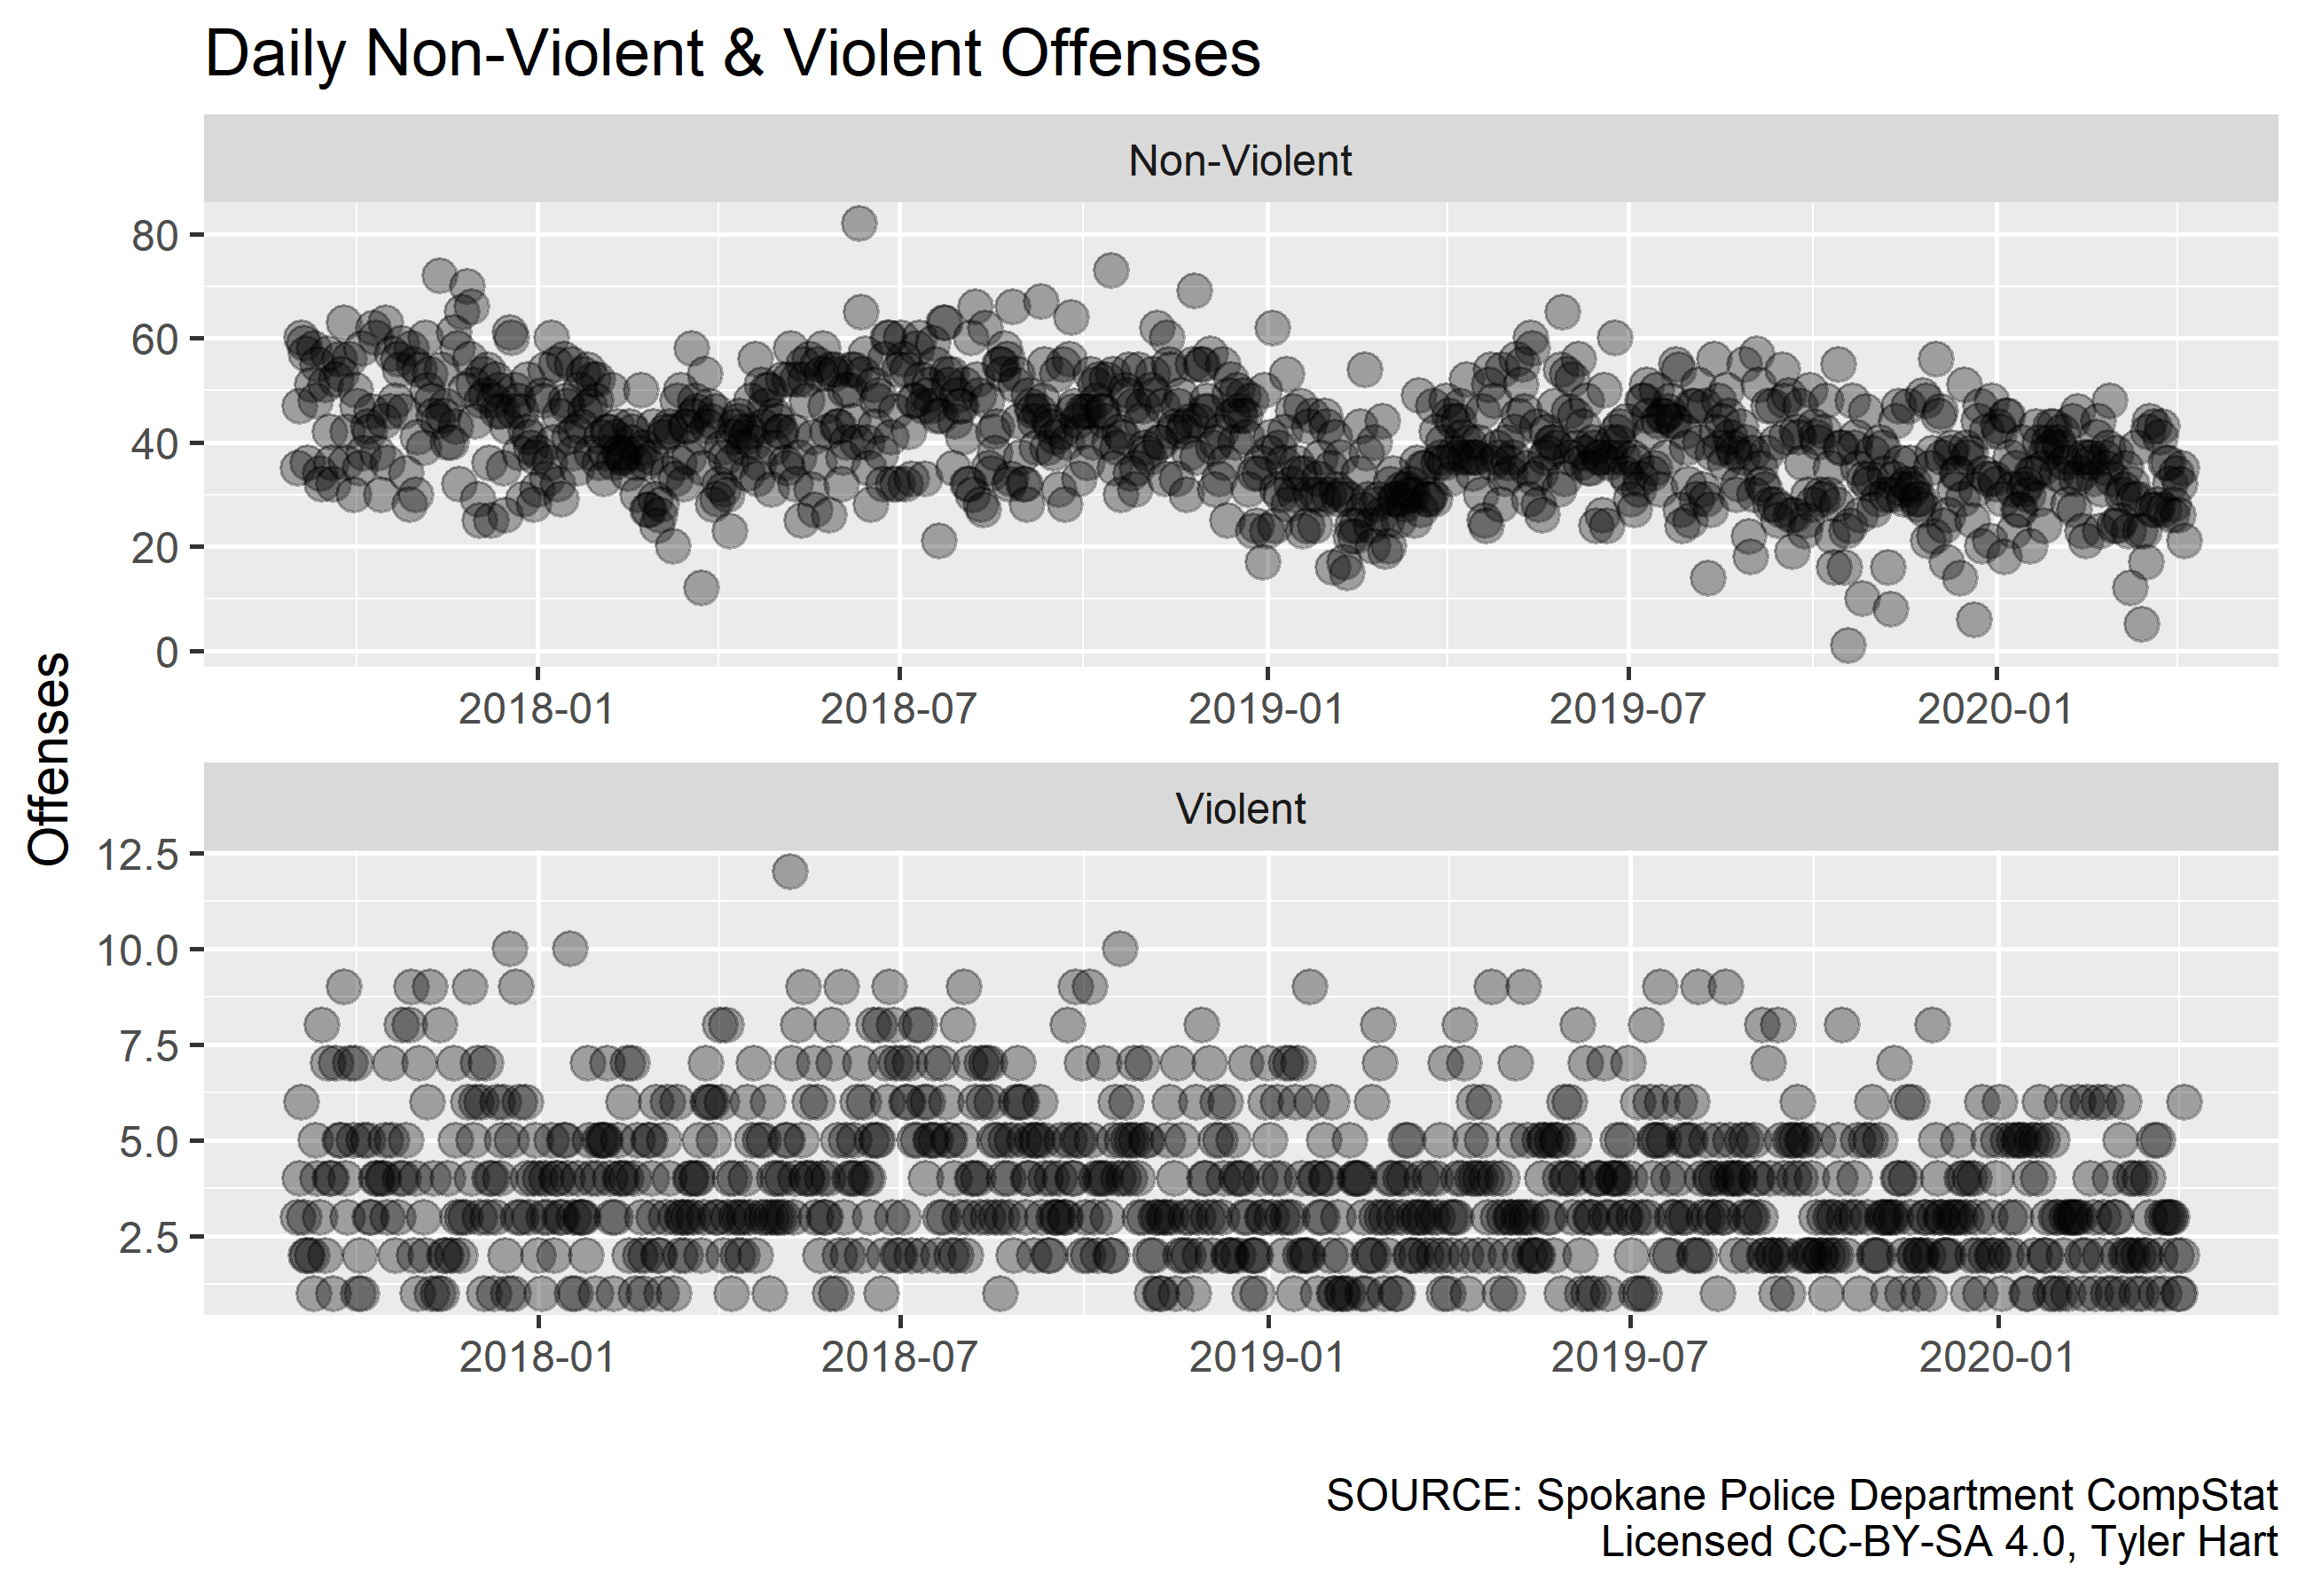 Daily Non-Violent & Violent Offenses
Non-Violent
80
60
40
20
0
2018-01 2018-07 2019-01 2019-07 2020-01
Offenses
Violent
12.5
10.0
7.5
5.0
2.5
2018-01 2018-07 2019-01 2019-07 2020-01
SOURCE: Spokane Police Department CompStat
Licensed CC-BY-SA 4.0, Tyler Hart